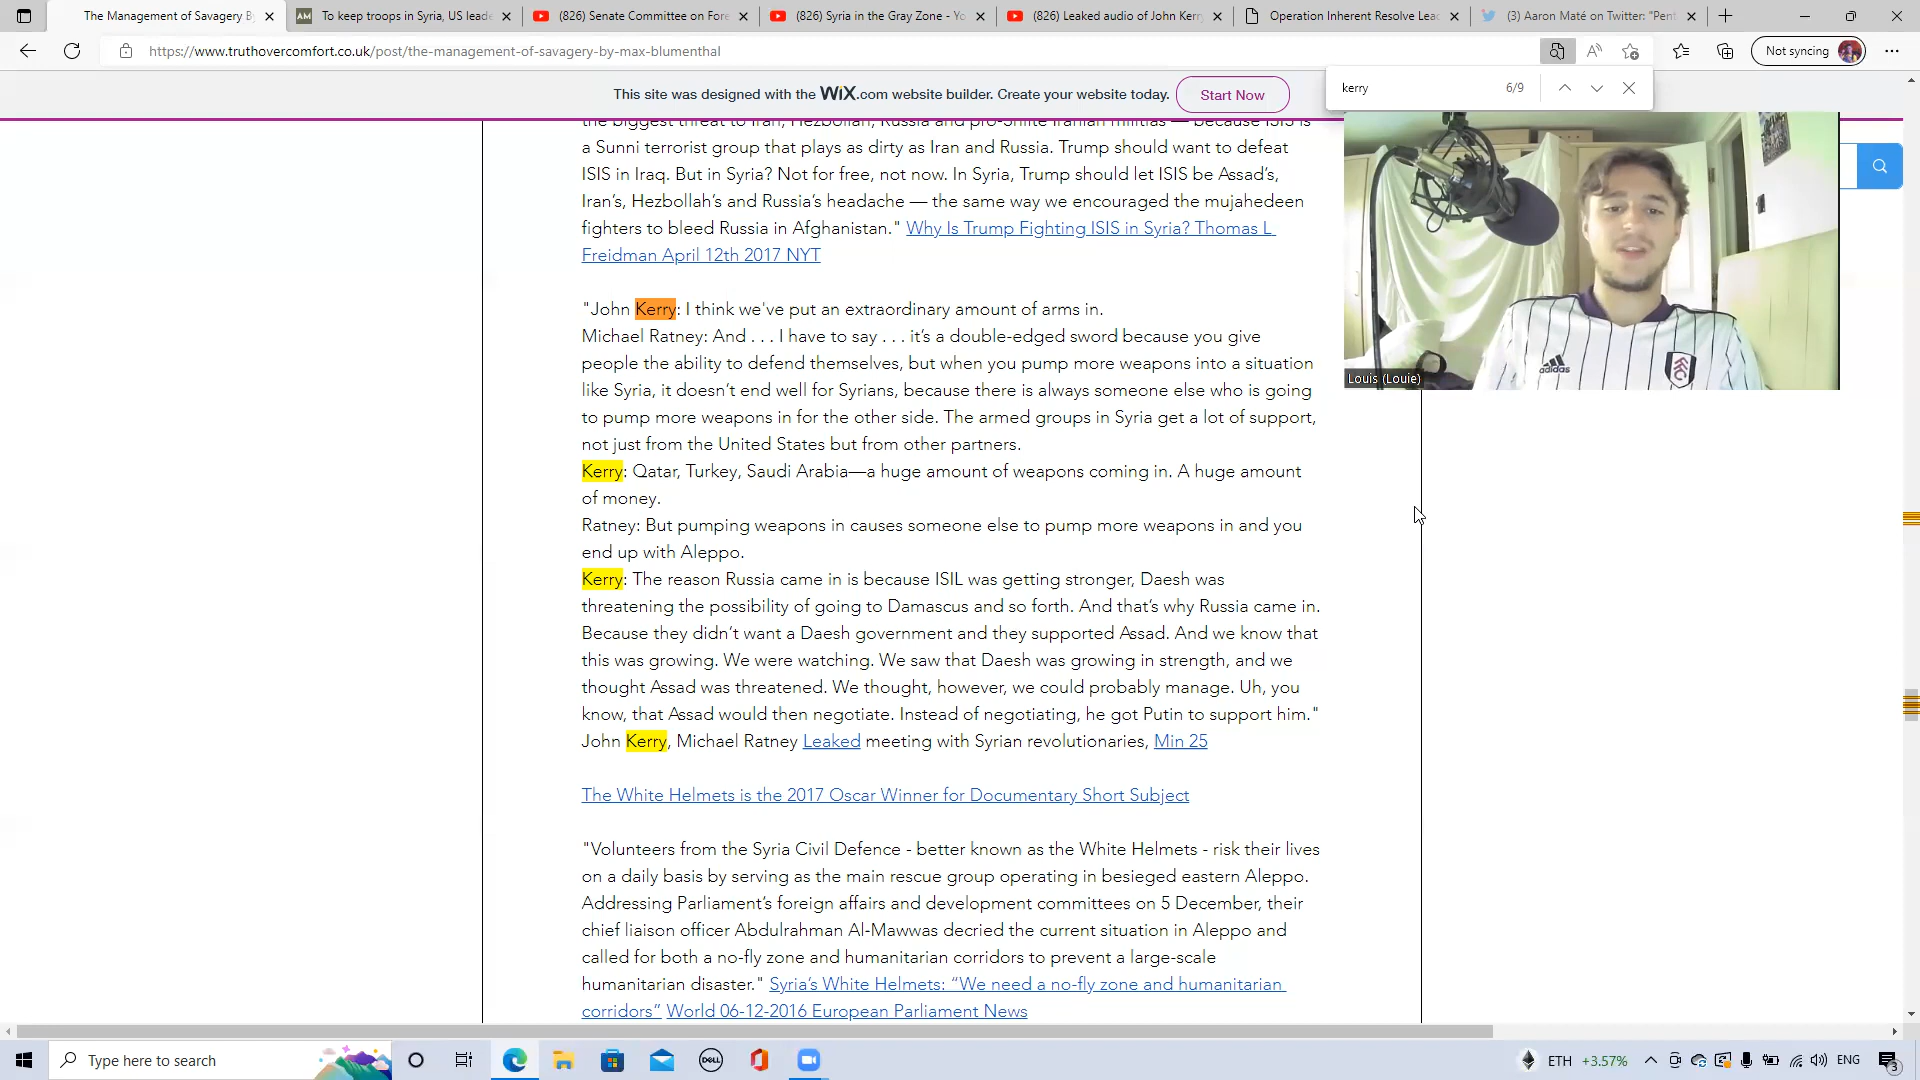 The Management of Savagery By
To keep troops in Syria, US leade
(826) Senate Committee on Fore
(826) Syria in the Gray Zone - Yo
(826) Leaked audio of John Kerr
Operation Inherent Resolve Lea
(3) Aaron Maté on Twitter: "Pent
https://www.truthovercomfort.co.uk/post/the-management-of-savagery-by-max-blumenthal
Not syncing
kerry 6/9
This site was designed with the WiX.com website builder. Create your website today. Start Now
the biggest threat to Iran, Hezbollah, Russia and pro-Shiite Iranian militias — because ISIS is
a Sunni terrorist group that plays as dirty as Iran and Russia. Trump should want to defeat
ISIS in Iraq. But in Syria? Not for free, not now. In Syria, Trump should let ISIS be Assad's,
Iran's, Hezbollah's and Russia's headache — the same way we encouraged the mujahedeen
fighters to bleed Russia in Afghanistan." Why Is Trump Fighting ISIS in Syria? Thomas L
Freidman April 12th 2017 NYT
"John Kerry: I think we've put an extraordinary amount of arms in.
Michael Ratney: And . . . I have to say . . . it's a double-edged sword because you give
people the ability to defend themselves, but when you pump more weapons into a situation
like Syria, it doesn't end well for Syrians, because there is always someone else who is going
to pump more weapons in for the other side. The armed groups in Syria get a lot of support,
not just from the United States but from other partners.
Kerry: Qatar, Turkey, Saudi Arabia—a huge amount of weapons coming in. A huge amount
of money.
Ratney: But pumping weapons in causes someone else to pump more weapons in and you
end up with Aleppo.
Kerry: The reason Russia came in is because ISIL was getting stronger, Daesh was
threatening the possibility of going to Damascus and so forth. And that's why Russia came in.
Because they didn't want a Daesh government and they supported Assad. And we know that
this was growing. We were watching. We saw that Daesh was growing in strength, and we
thought Assad was threatened. We thought, however, we could probably manage. Uh, you
know, that Assad would then negotiate. Instead of negotiating, he got Putin to support him."
John Kerry, Michael Ratney Leaked meeting with Syrian revolutionaries, Min 25
The White Helmets is the 2017 Oscar Winner for Documentary Short Subject
"Volunteers from the Syria Civil Defence - better known as the White Helmets - risk their lives
on a daily basis by serving as the main rescue group operating in besieged eastern Aleppo.
Addressing Parliament's foreign affairs and development committees on 5 December, their
chief liaison officer Abdulrahman Al-Mawwas decried the current situation in Aleppo and
called for both a no-fly zone and humanitarian corridors to prevent a large-scale
humanitarian disaster." Syria's White Helmets: "We need a no-fly zone and humanitarian
corridors" World 06-12-2016 European Parliament News
adidas
Louis (Louie)
Type here to search
DELL
ETH +3.57%
ENG
3